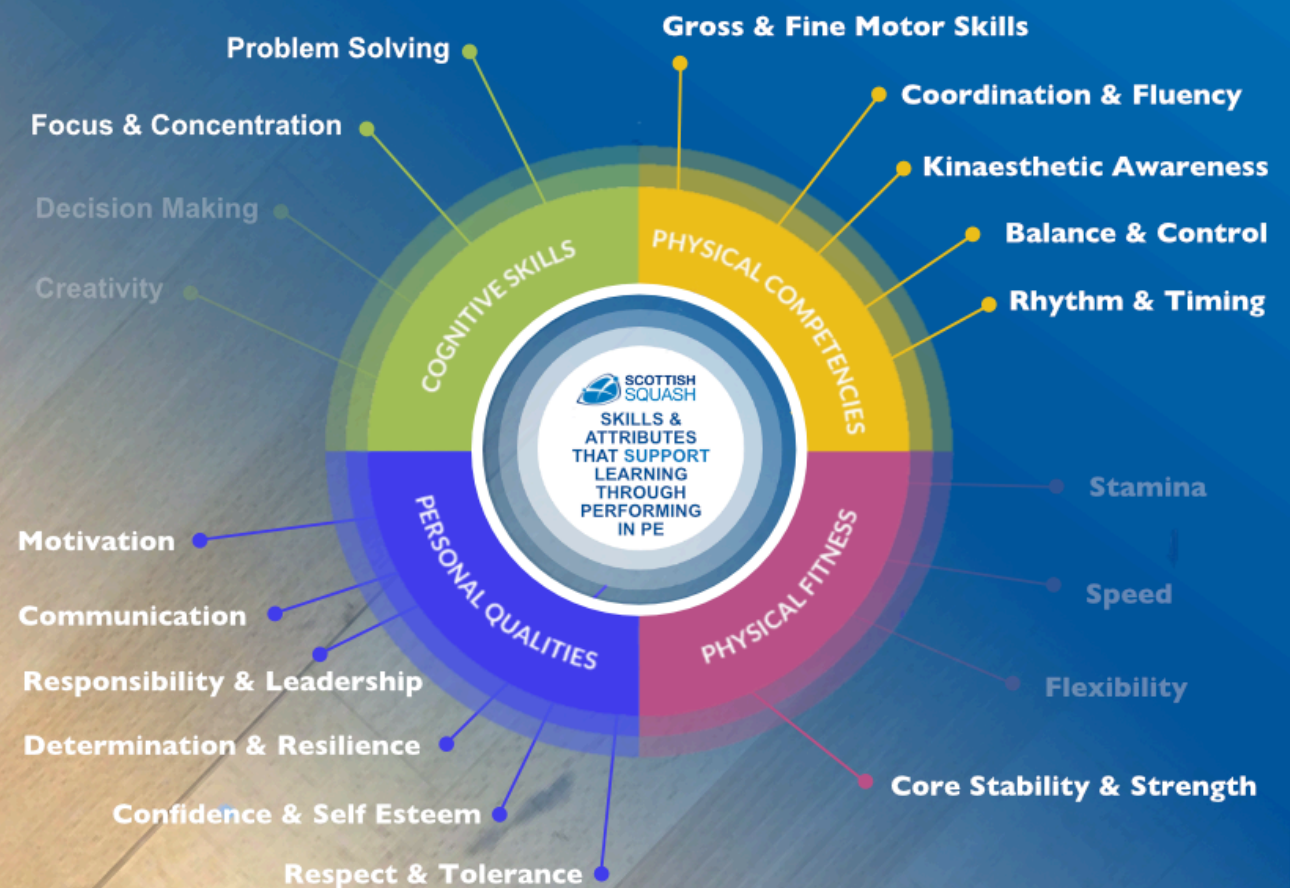 Gross & Fine Motor Skills
Problem Solving
Coordination & Fluency
Focus & Concentration
Kinaesthetic Awareness
Decision Making
Balance & Control
Creativity
Rhythm & Timing
COGNITIVE SKILLS
PHYSICAL COMPETENCIES
SCOTTISH
SQUASH
SKILLS &
ATTRIBUTES
THAT SUPPORT
LEARNING
THROUGH
PERFORMING
IN PE
PERSONAL QUALITIES
PHYSICAL FITNESS
Stamina
Motivation
Speed
Communication
Responsibility & Leadership
Flexibility
Determination & Resilience
Core Stability & Strength
Confidence & Self Esteem
Respect & Tolerance